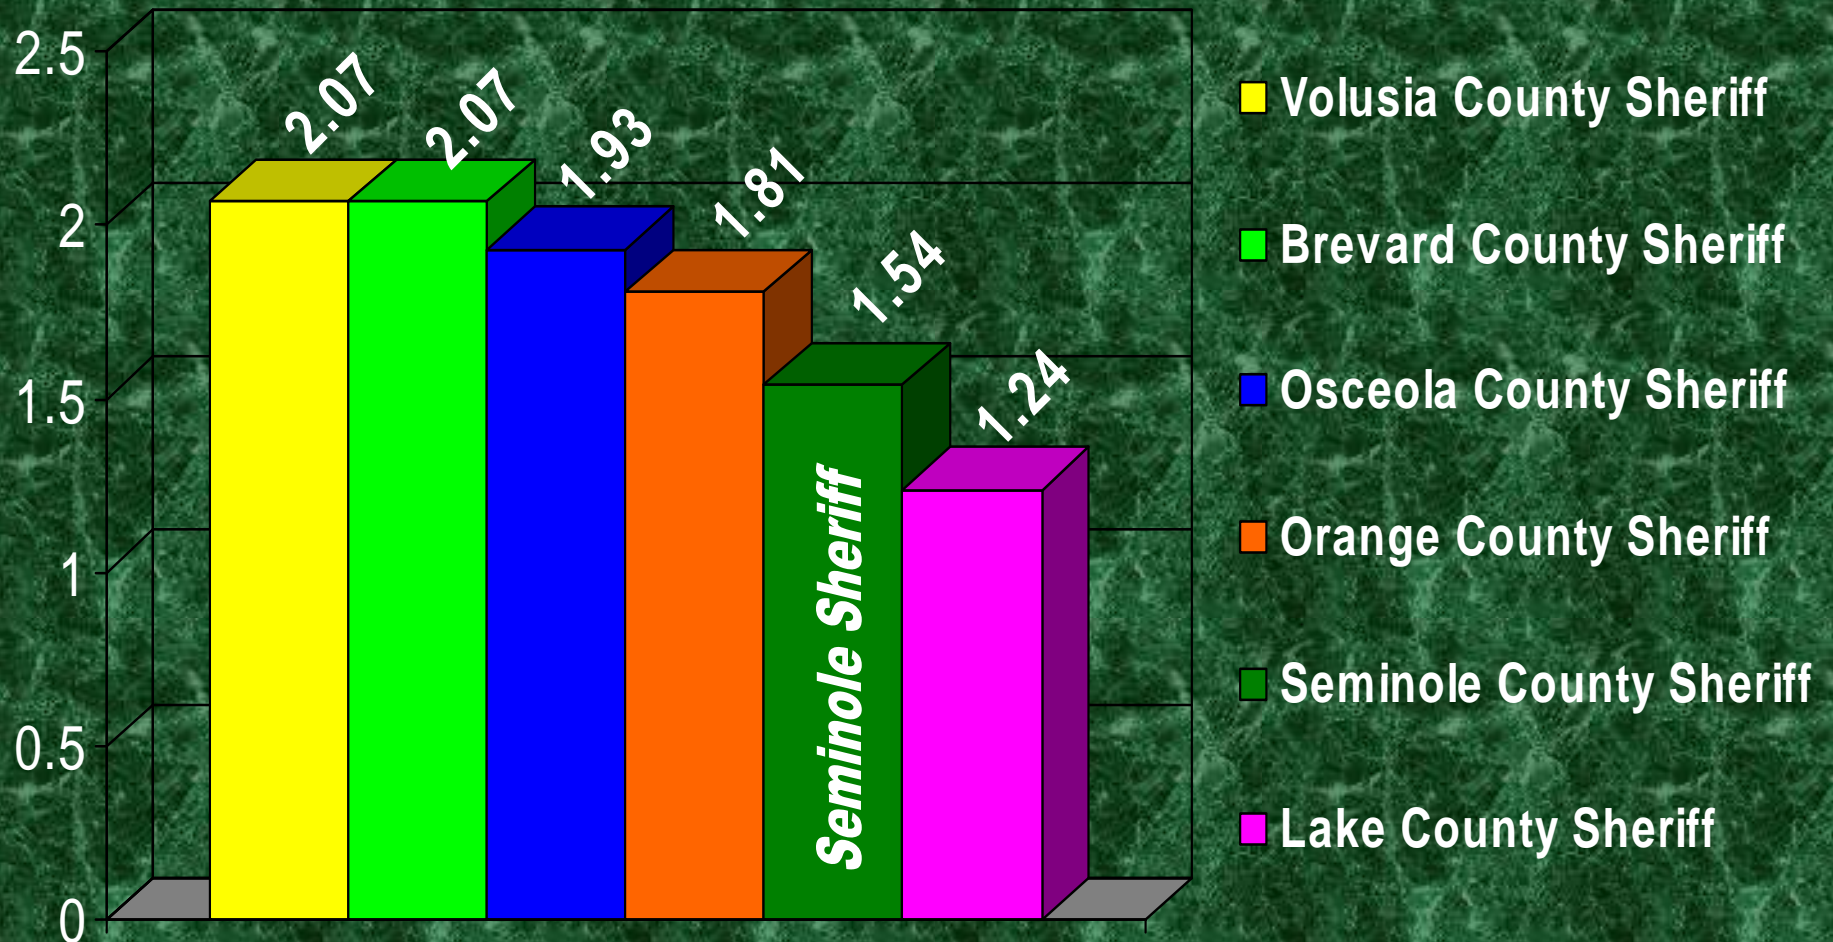 2.5
2
1.5
1
0.5
0
2.07
2.07
1.93
1.81
1.54
1.24
Seminole Sheriff
Volusia County Sheriff
Brevard County Sheriff
Osceola County Sheriff
Orange County Sheriff
Seminole County Sheriff
Lake County Sheriff